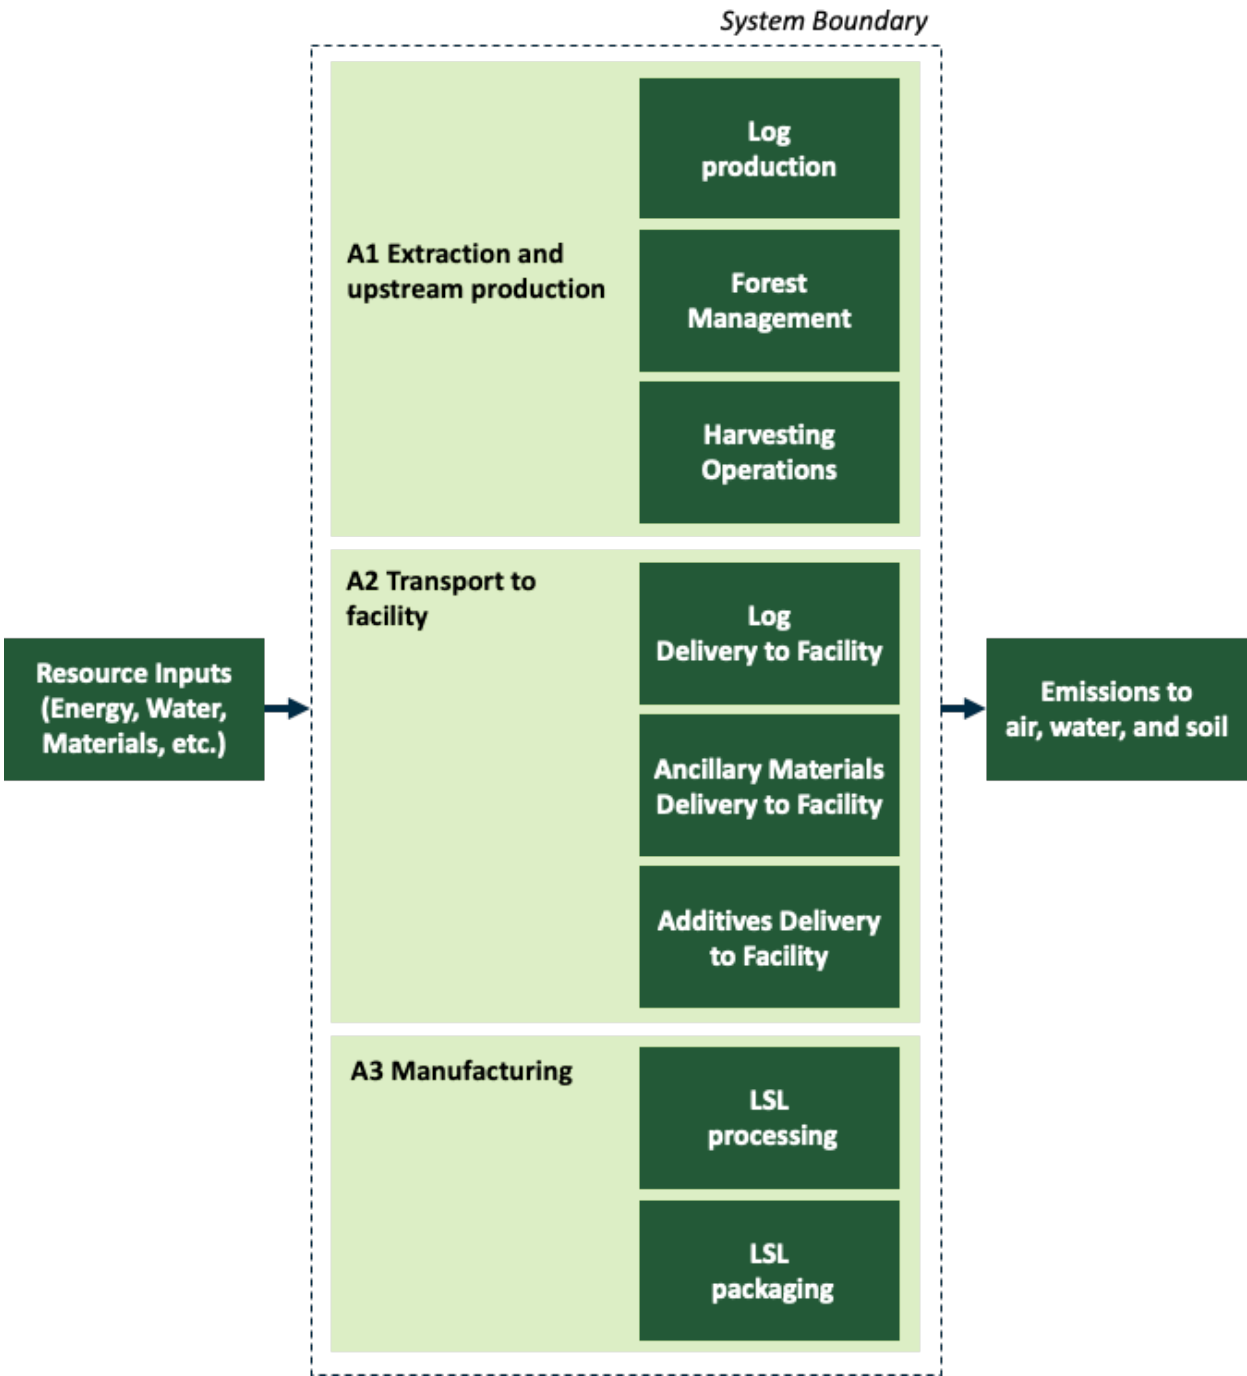 System Boundary
Log
production
A1 Extraction and
upstream production
Forest
Management
Harvesting
Operations
A2 Transport to
facility
Log
Delivery to Facility
Resource Inputs
(Energy, Water,
Materials, etc.)
Emissions to
air, water, and soil
Ancillary Materials
Delivery to Facility
Additives Delivery
to Facility
A3 Manufacturing
LSL
processing
LSL
packaging